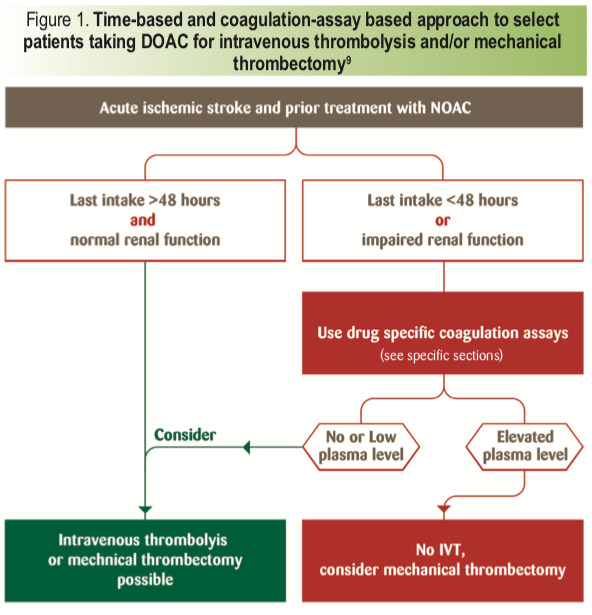 Figure 1. Time-based and coagulation-assay based approach to select
patients taking DOAC for intravenous thrombolysis and/or mechanical
thrombectomy9
Acute ischemic stroke and prior treatment with NOAC
Last intake >48 hours
and
normal renal function
Last intake <48 hours
or
impaired renal function
Use drug specific coagulation assays
(see specific sections)
Consider
No or Low
plasma level
Elevated
plasma level
Intravenous thrombolyis
or mechnical thrombectomy
possible
No IVT,
consider mechanical thrombectomy